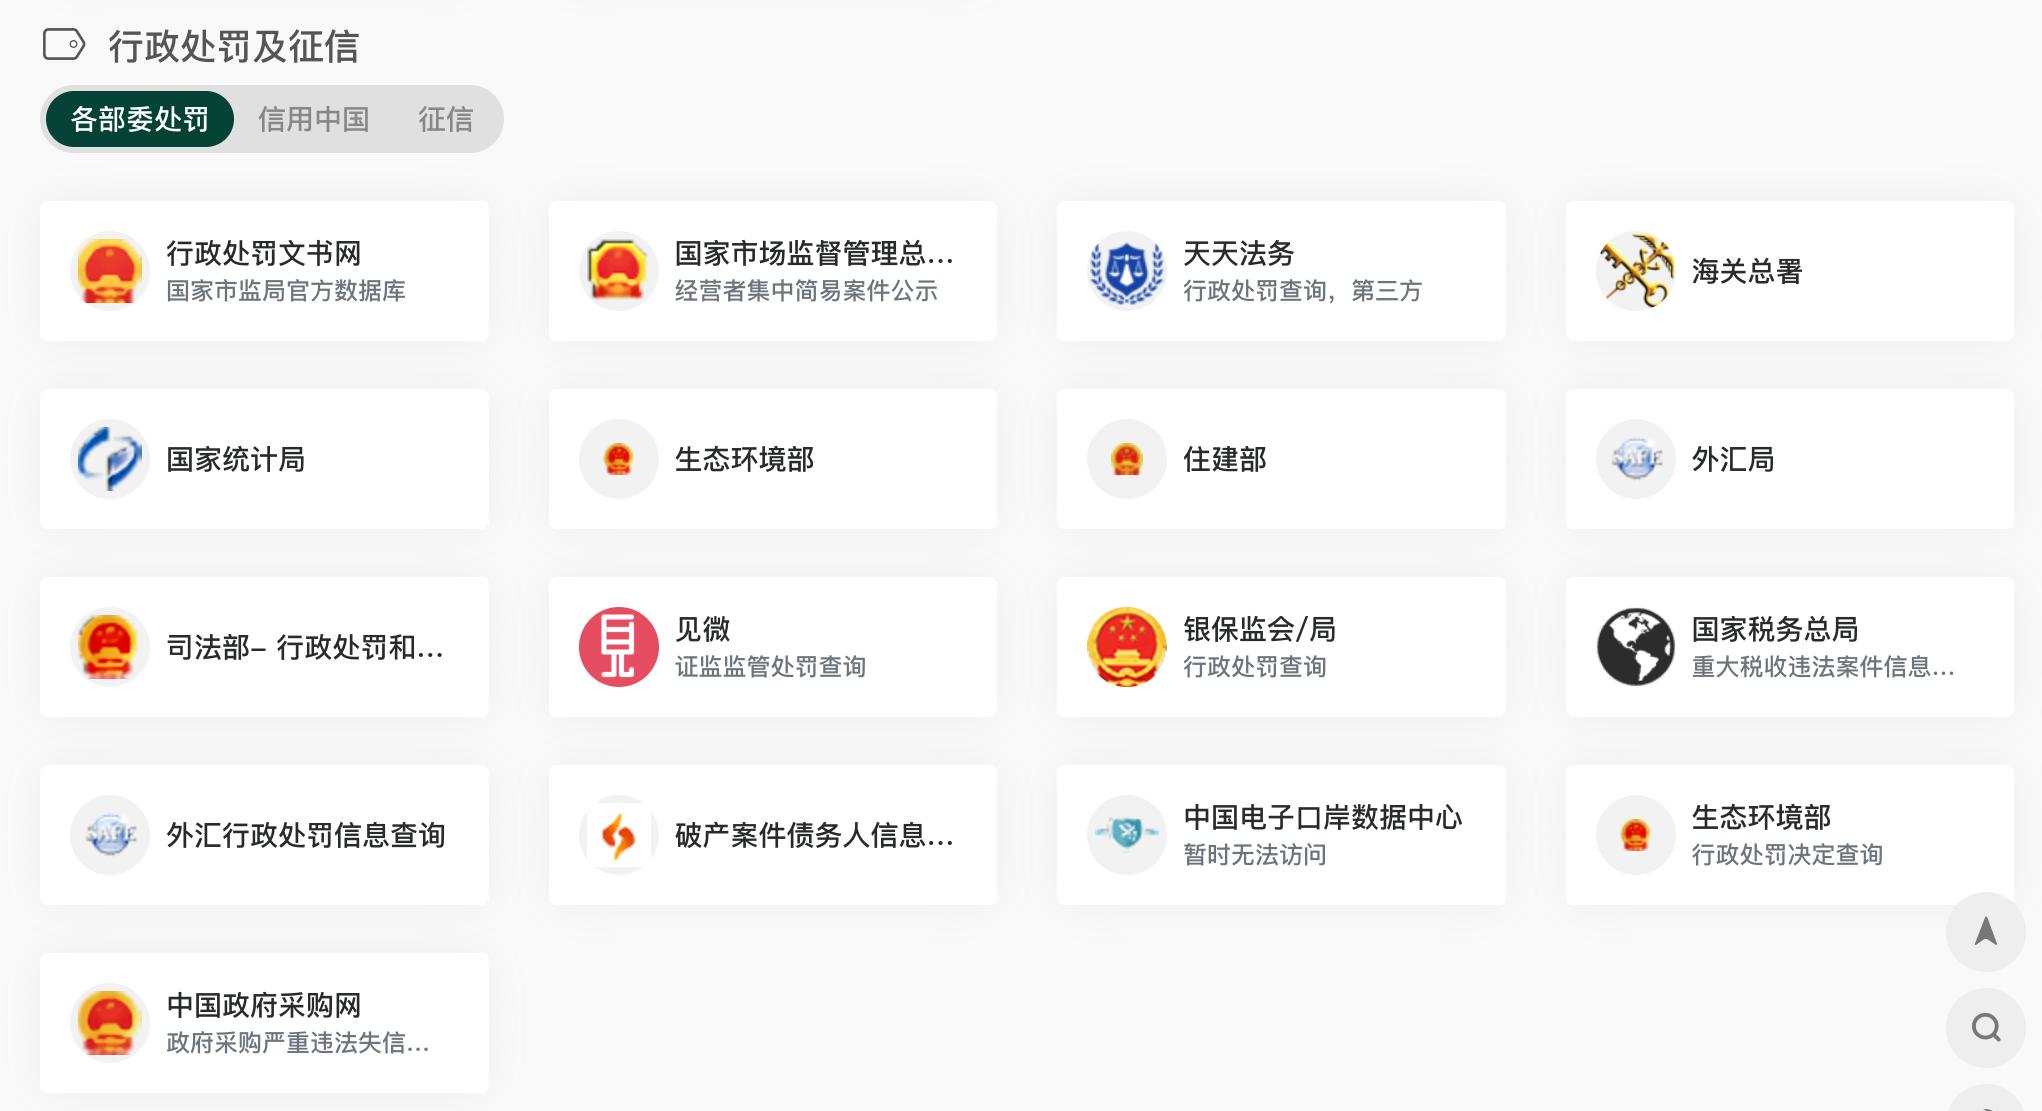 行政处罚及征信
各部委处罚 信用中国 征信
行政处罚文书网
国家市监局官方数据库
国家市场监督管理总...
经营者集中简易案件公示
天天法务
行政处罚查询，第三方
海关总署
国家统计局
生态环境部
住建部
SAFE
外汇局
司法部– 行政处罚和...
见微
证监监管处罚查询
银保监会/局
行政处罚查询
国家税务总局
重大税收违法案件信息...
SAFE
外汇行政处罚信息查询
破产案件债务人信息...
中国电子口岸数据中心
暂时无法访问
生态环境部
行政处罚决定查询
中国政府采购网
政府采购严重违法失信...